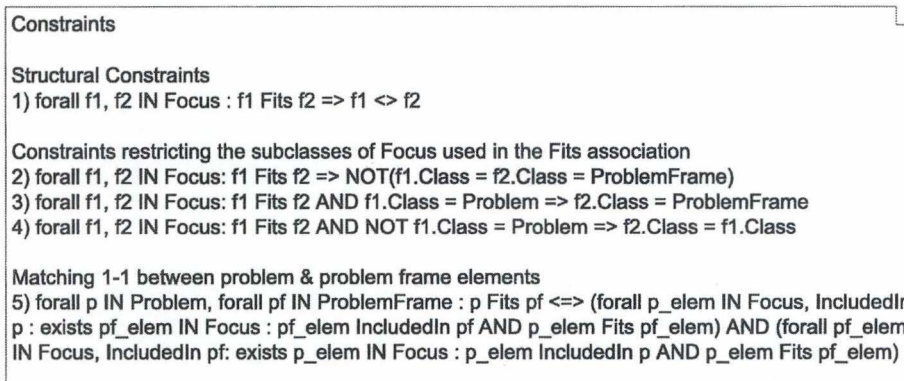 Constraints
Structural Constraints
1) forall f1, f2 IN Focus : f1 Fits f2 => f1 <> f2
Constraints restricting the subclasses of Focus used in the Fits association
2) forall f1, f2 IN Focus: f1 Fits f2 => NOT(f1.Class = f2.Class = ProblemFrame)
3) forall f1, f2 IN Focus: f1 Fits f2 AND f1.Class = Problem => f2.Class = ProblemFrame
4) forall f1, f2 IN Focus: f1 Fits f2 AND NOT f1.Class = Problem => f2.Class = f1.Class
Matching 1-1 between problem & problem frame elements
5) forall p IN Problem, forall pf IN ProblemFrame : p Fits pf <=> (forall p_elem IN Focus, IncludedIn
p : exists pf_elem IN Focus : pf_elem IncludedIn pf AND p_elem Fits pf_elem) AND (forall pf_elem
IN Focus, IncludedIn pf: exists p_elem IN Focus : p_elem IncludedIn p AND p_elem Fits pf_elem)